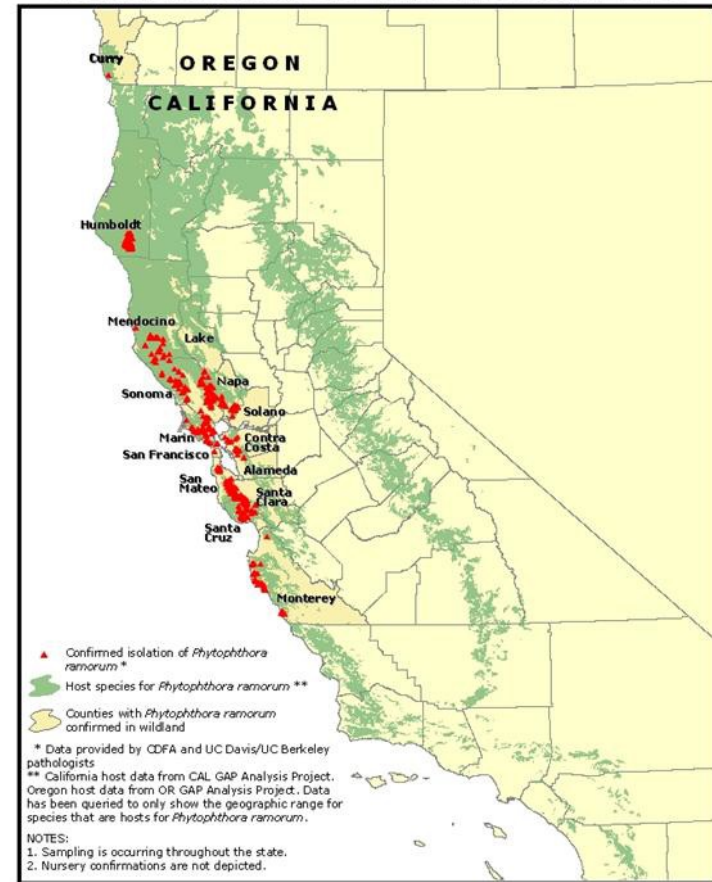 Curry
OREGON
CALIFORNIA
Humboldt
Mendocino
Lake
Napa
Sonoma
Solano
Marin
Contra
Costa
San Francisco
Alameda
San
Mateo
Santa
Clara
Santa
Cruz
Monterey
Confirmed isolation of Phytophthora
ramorum *
Host species for Phytophthora ramorum **
Counties with Phytophthora ramorum
confirmed in wildland
* Data provided by CDFA and UC Davis/UC Berkeley
pathologists
** California host data from CAL GAP Analysis Project.
Oregon host data from OR GAP Analysis Project. Data
has been queried to only show the geographic range for
species that are hosts for Phytophthora ramorum.
NOTES:
1. Sampling is occurring throughout the state.
2. Nursery confirmations are not depicted.